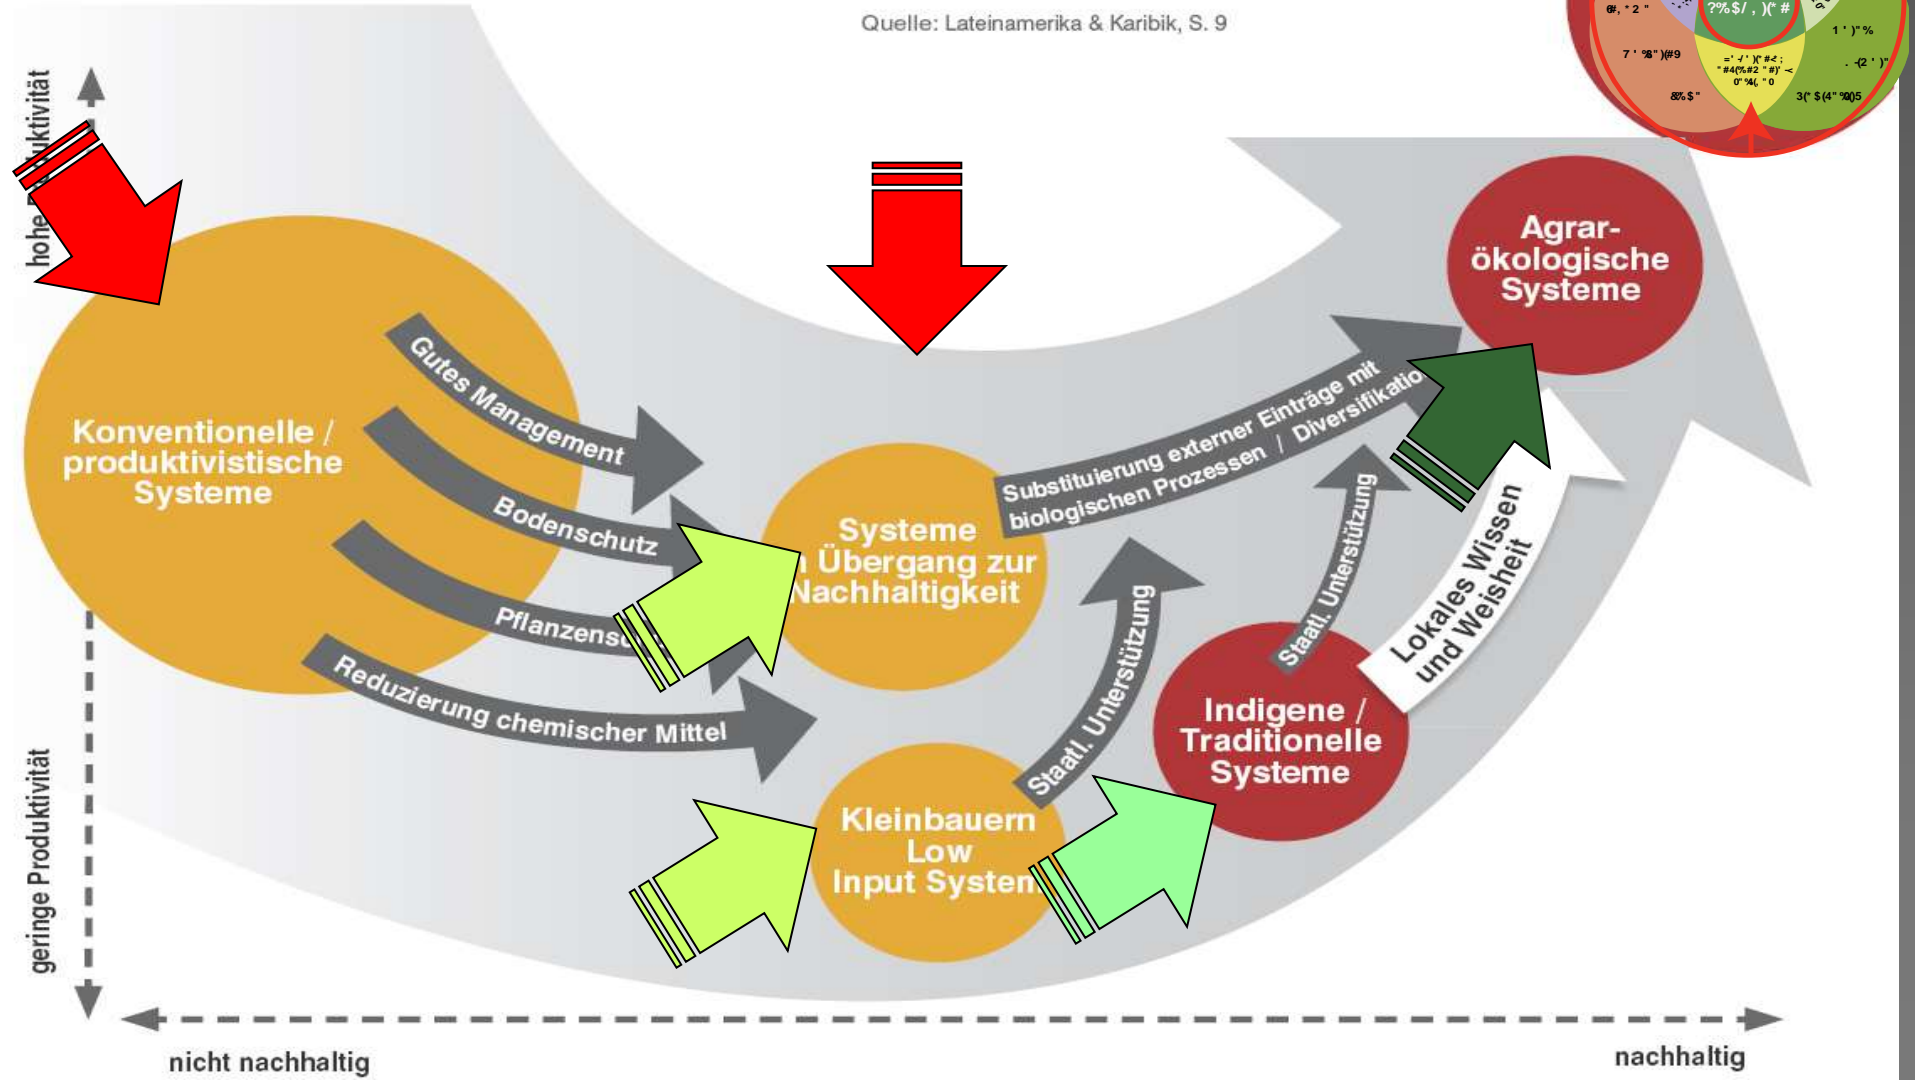 Quelle: Lateinamerika & Karibik, S. 9
hohe
Agrar-
ökologische
Systeme
Gutes Management
Bodenschutz
Reduzierung chemischer Mittel
Konventionelle /
produktivistische
Systeme
Systeme
Übergang zur
Nachhaltigkeit
Substituierung externer Einträge mit
biologischen Prozessen / Diversifikation
Staatl. Unterstützung
Staatl. Unterstützung
Lokales Wissen
und Weisheit
Indigene /
Traditionelle
Systeme
Kleinbauern
Low
Input System
geringe Produktivität
nicht nachhaltig
nachhaltig